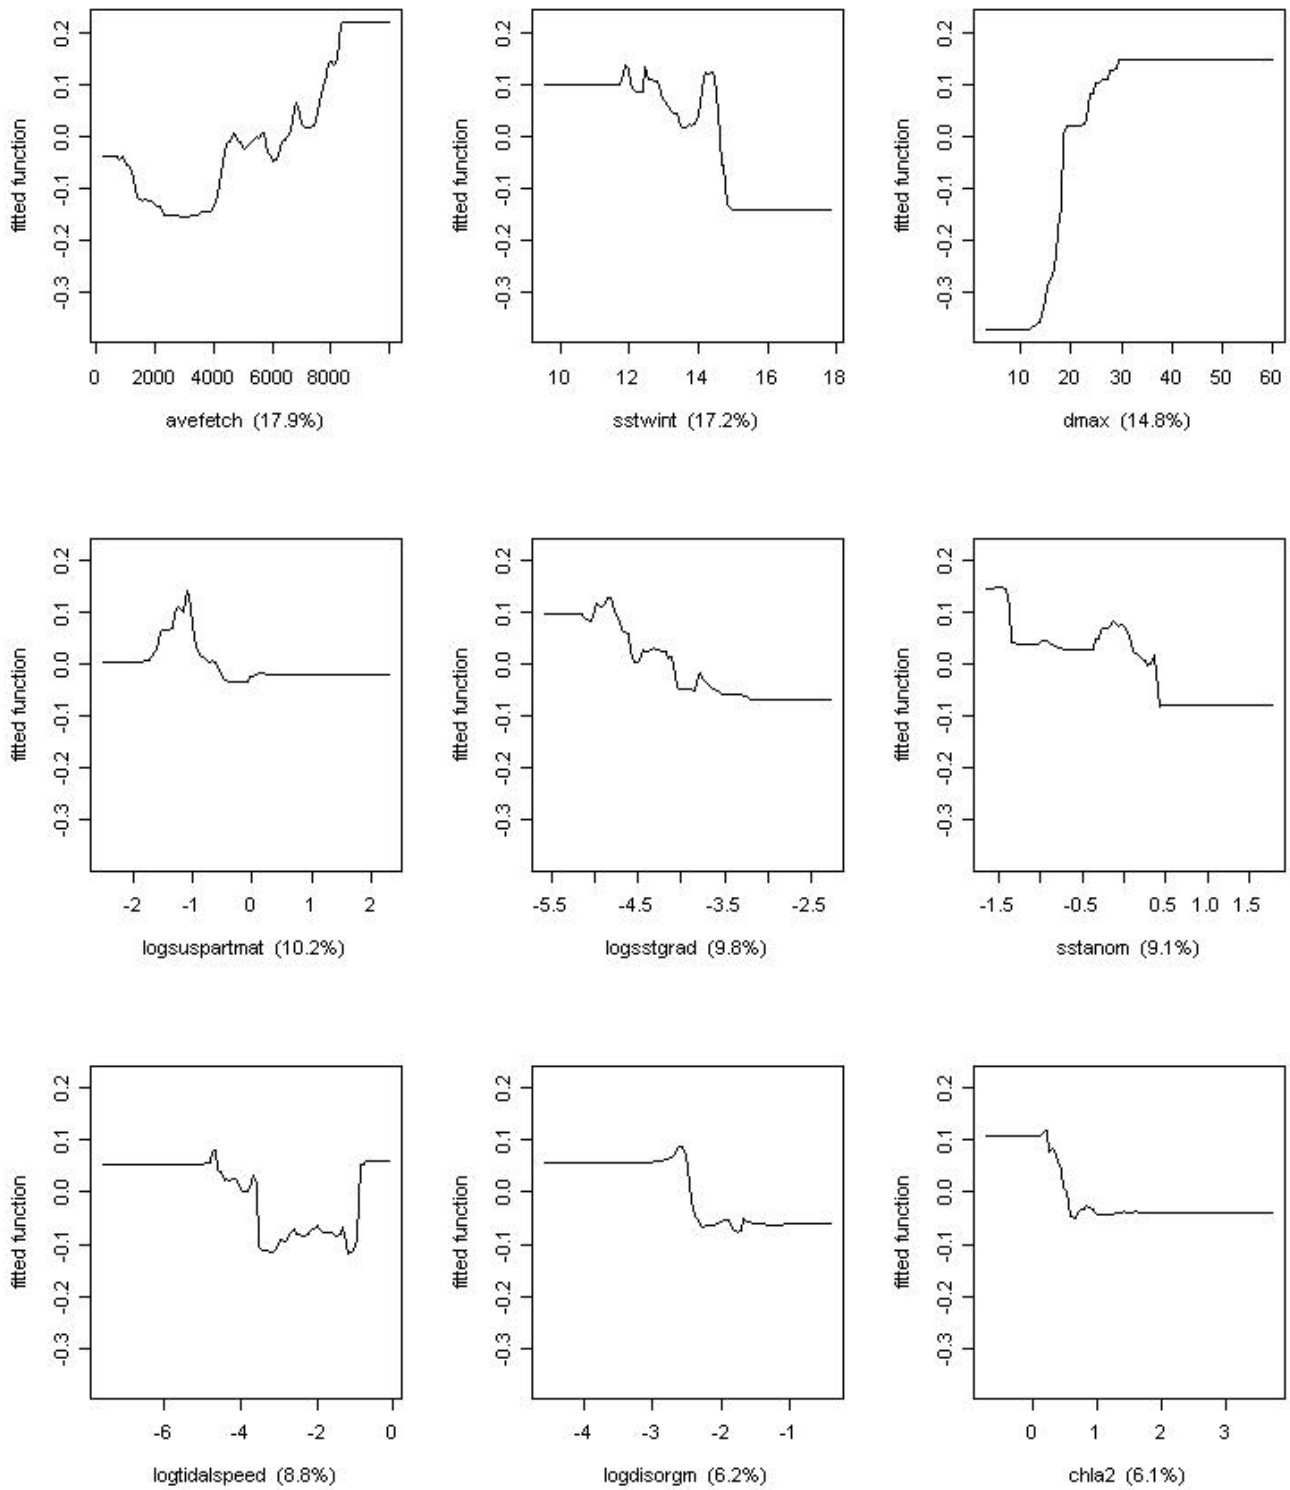 0.2
0.1
0.0
-0.1
-0.2
-0.3
fitted function
0 2000 4000 6000 8000
avefetch (17.9%)
0.2
0.1
0.0
-0.1
-0.2
-0.3
fitted function
10 12 14 16 18
sstwint (17.2%)
0.2
0.1
0.0
-0.1
-0.2
-0.3
fitted function
10 20 30 40 50 60
dmax (14.8%)
0.2
0.1
0.0
-0.1
-0.2
-0.3
fitted function
-2 -1 0 1 2
logsuspartmat (10.2%)
0.2
0.1
0.0
-0.1
-0.2
-0.3
fitted function
-5.5 -4.5 -3.5 -2.5
logsstgrad (9.8%)
0.2
0.1
0.0
-0.1
-0.2
-0.3
fitted function
-1.5 -0.5 0.5 1.0 1.5
sstanom (9.1%)
0.2
0.1
0.0
-0.1
-0.2
-0.3
fitted function
-6 -4 -2 0
logtidalspeed (8.8%)
0.2
0.1
0.0
-0.1
-0.2
-0.3
fitted function
-4 -3 -2 -1
logdisorgm (6.2%)
0.2
0.1
0.0
-0.1
-0.2
-0.3
fitted function
0 1 2 3
chla2 (6.1%)